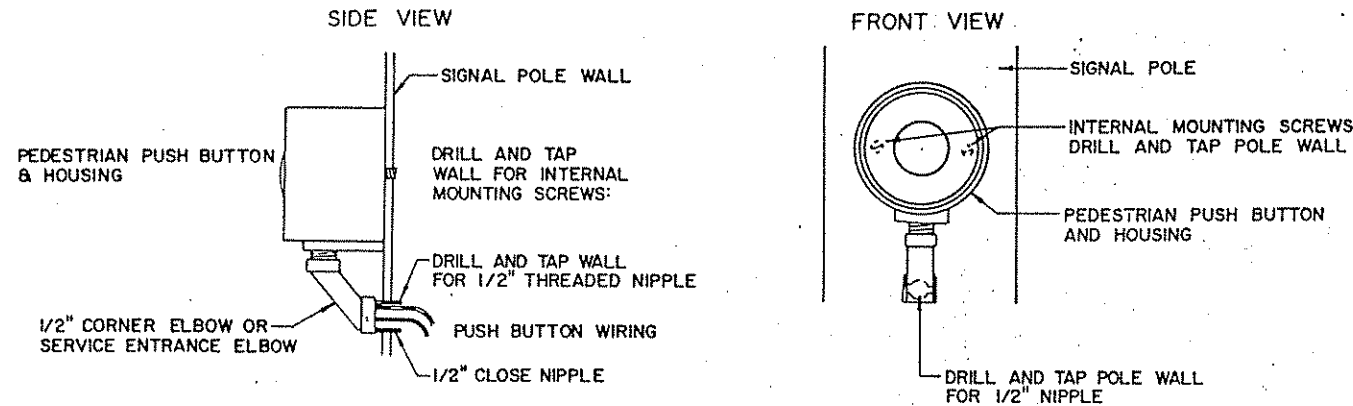 SIDE VIEW
SIGNAL POLE WALL
PEDESTRIAN PUSH BUTTON
& HOUSING
DRILL AND TAP
WALL FOR INTERNAL
MOUNTING SCREWS:
DRILL AND TAP WALL
FOR 1/2" THREADED NIPPLE
1/2" CORNER ELBOW OR
SERVICE ENTRANCE ELBOW
PUSH BUTTON WIRING
1/2" CLOSE NIPPLE
FRONT VIEW
SIGNAL POLE
INTERNAL MOUNTING SCREWS
DRILL AND TAP POLE WALL
PEDESTRIAN PUSH BUTTON
AND HOUSING
DRILL AND TAP POLE WALL
FOR 1/2" NIPPLE